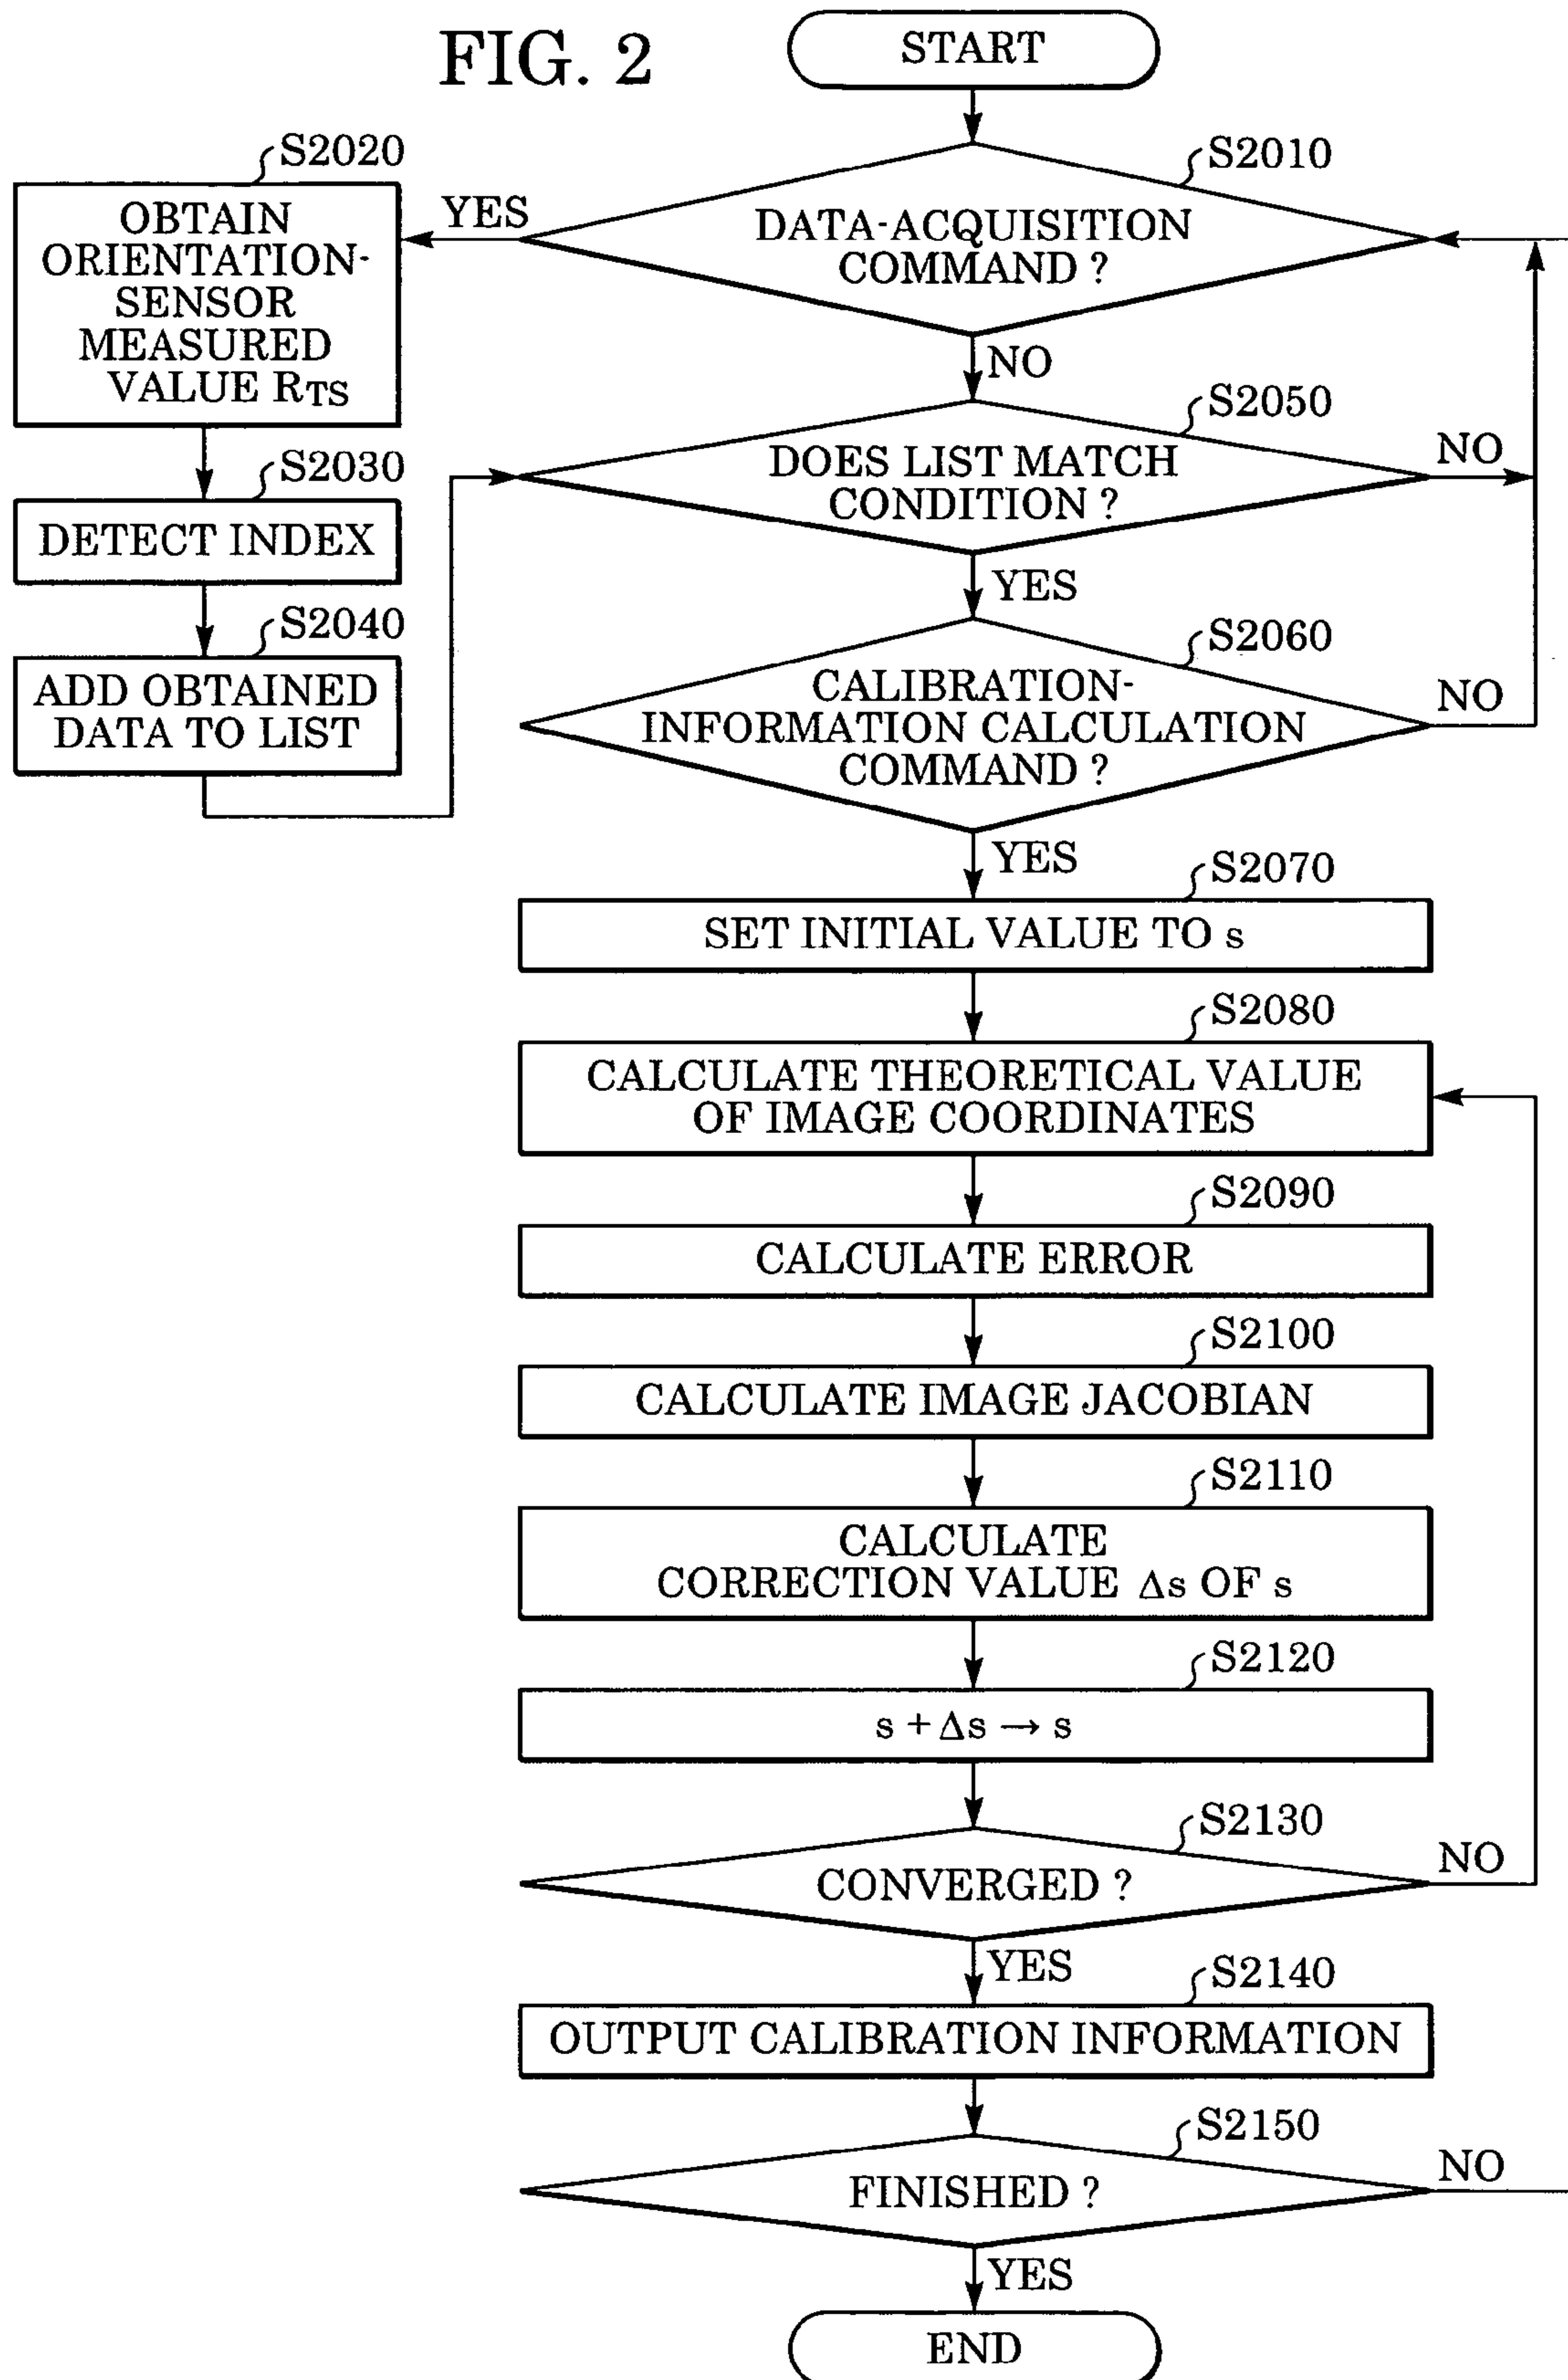 FIG. 2
START
S2010
DATA-ACQUISITION
COMMAND ?
YES
NO
S2020
OBTAIN
ORIENTATION-
SENSOR
MEASURED
VALUE RTS
S2030
DETECT INDEX
S2040
ADD OBTAINED
DATA TO LIST
S2050
DOES LIST MATCH
CONDITION ?
NO
YES
S2060
CALIBRATION-
INFORMATION CALCULATION
COMMAND ?
NO
YES
S2070
SET INITIAL VALUE TO s
S2080
CALCULATE THEORETICAL VALUE
OF IMAGE COORDINATES
S2090
CALCULATE ERROR
S2100
CALCULATE IMAGE JACOBIAN
S2110
CALCULATE
CORRECTION VALUE Δs OF s
S2120
s + Δs → s
S2130
CONVERGED ?
NO
YES
S2140
OUTPUT CALIBRATION INFORMATION
S2150
FINISHED ?
NO
YES
END